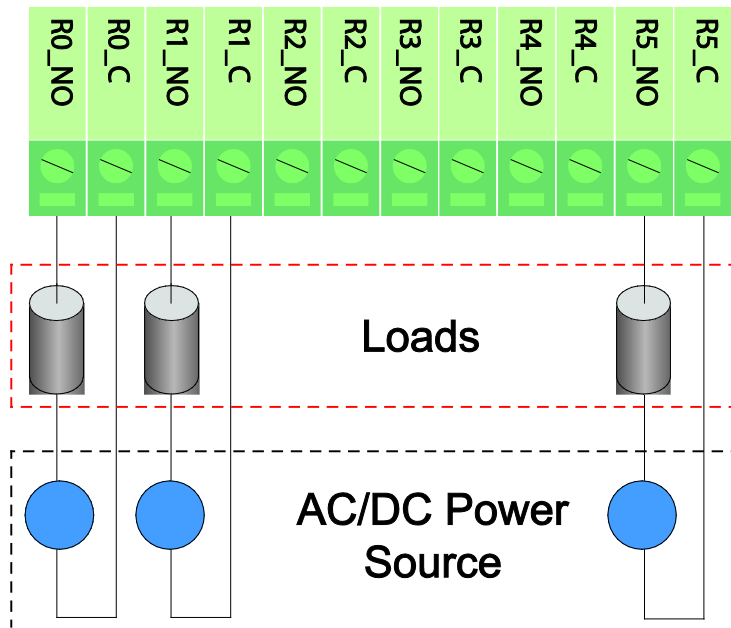 R0_NO
R0_C
R1_NO
R1_C
R2_NO
R2_C
R3_NO
R3_C
R4_NO
R4_C
R5_NO
R5_C
Loads
AC/DC Power
Source